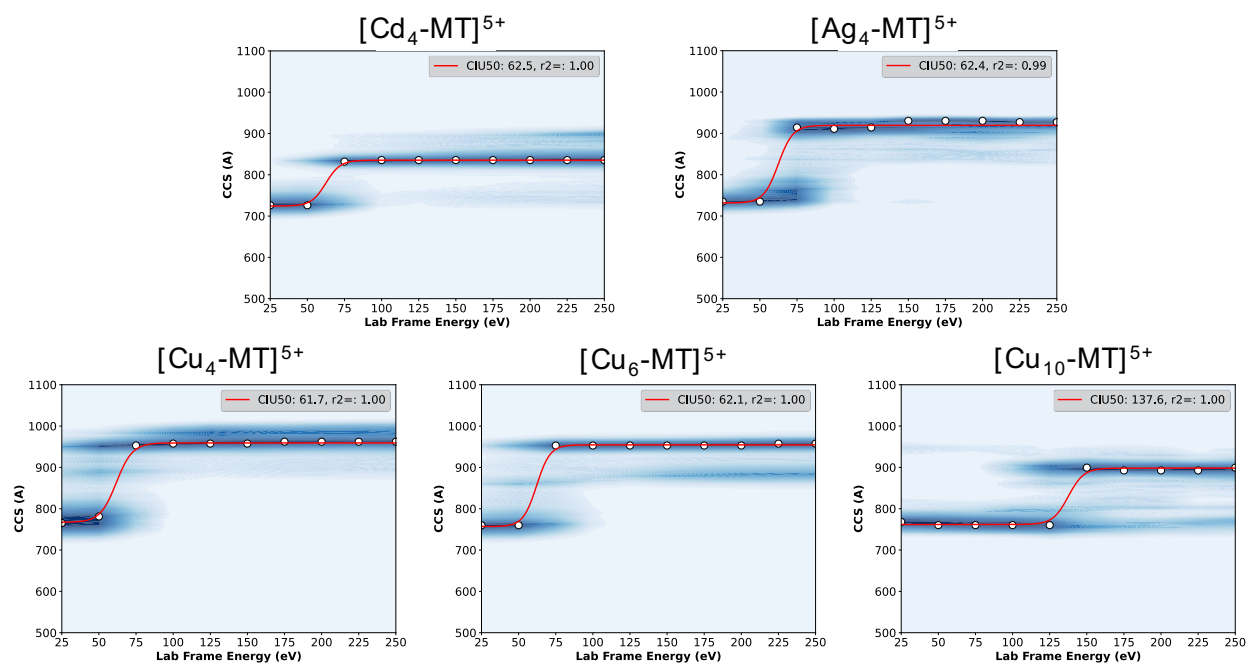 [Cd₄-MT]⁵⁺
CIU50: 62.5, r2=: 1.00
1100
1000
900
800
700
600
500
CCS (A)
25 50 75 100 125 150 175 200 225 250
Lab Frame Energy (eV)
[Ag₄-MT]⁵⁺
CIU50: 62.4, r2=: 0.99
1100
1000
900
800
700
600
500
CCS (A)
25 50 75 100 125 150 175 200 225 250
Lab Frame Energy (eV)
[Cu₄-MT]⁵⁺
CIU50: 61.7, r2=: 1.00
1100
1000
900
800
700
600
500
CCS (A)
25 50 75 100 125 150 175 200 225 250
Lab Frame Energy (eV)
[Cu₆-MT]⁵⁺
CIU50: 62.1, r2=: 1.00
1100
1000
900
800
700
600
500
CCS (A)
25 50 75 100 125 150 175 200 225 250
Lab Frame Energy (eV)
[Cu₁₀-MT]⁵⁺
CIU50: 137.6, r2=: 1.00
1100
1000
900
800
700
600
500
CCS (A)
25 50 75 100 125 150 175 200 225 250
Lab Frame Energy (eV)